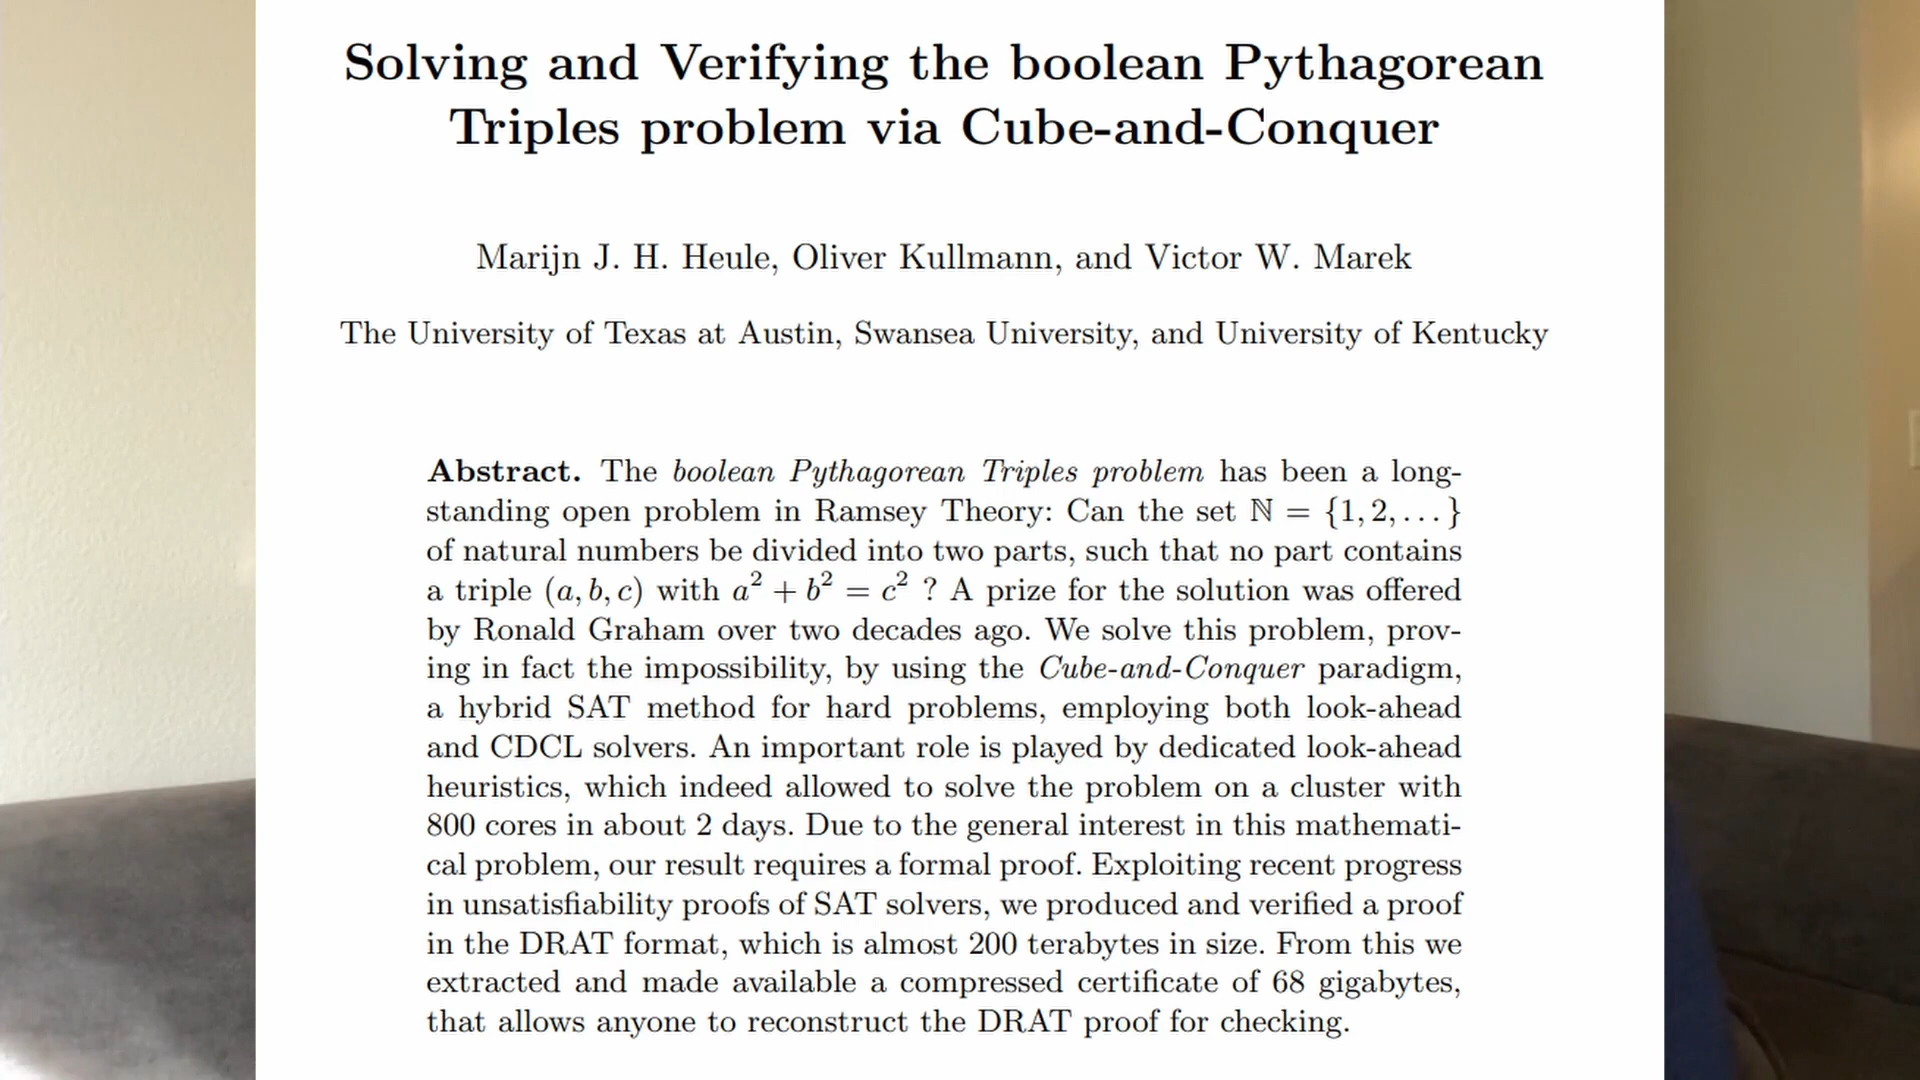 Solving and Verifying the boolean Pythagorean
Triples problem via Cube-and-Conquer
Marijn J. H. Heule, Oliver Kullmann, and Victor W. Marek
The University of Texas at Austin, Swansea University, and University of Kentucky
Abstract. The boolean Pythagorean Triples problem has been a long-
standing open problem in Ramsey Theory: Can the set ℕ = {1, 2, . . . }
of natural numbers be divided into two parts, such that no part contains
a triple (a, b, c) with a² + b² = c² ? A prize for the solution was offered
by Ronald Graham over two decades ago. We solve this problem, prov-
ing in fact the impossibility, by using the Cube-and-Conquer paradigm,
a hybrid SAT method for hard problems, employing both look-ahead
and CDCL solvers. An important role is played by dedicated look-ahead
heuristics, which indeed allowed to solve the problem on a cluster with
800 cores in about 2 days. Due to the general interest in this mathemati-
cal problem, our result requires a formal proof. Exploiting recent progress
in unsatisfiability proofs of SAT solvers, we produced and verified a proof
in the DRAT format, which is almost 200 terabytes in size. From this we
extracted and made available a compressed certificate of 68 gigabytes,
that allows anyone to reconstruct the DRAT proof for checking.